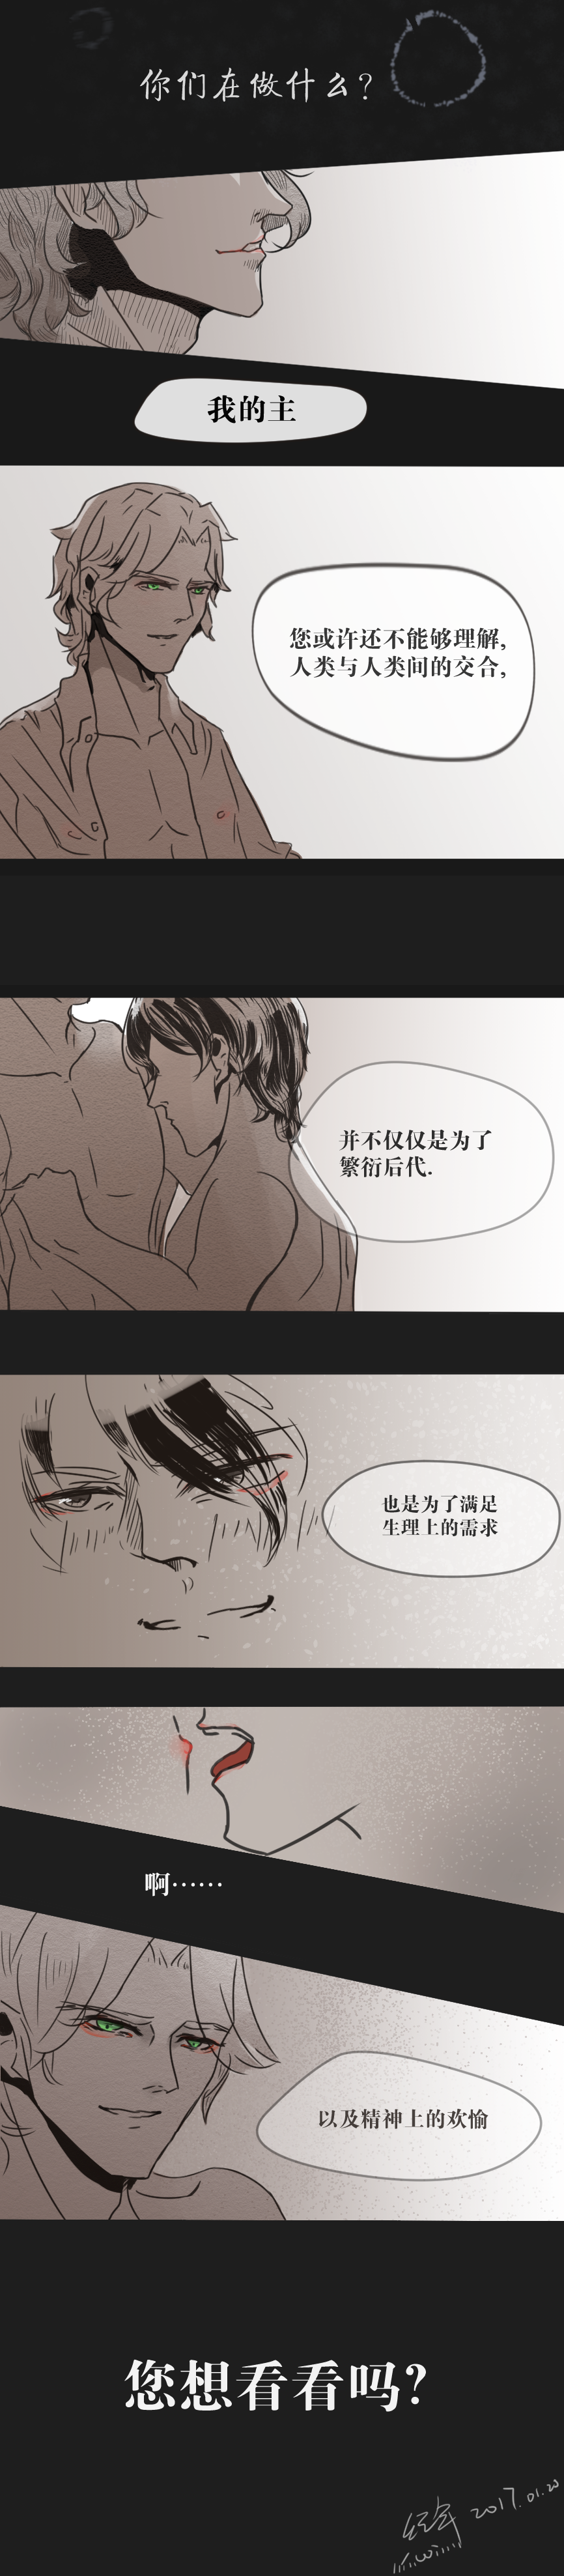 你们在做什么?
我的主
您或许还不能够理解,
人类与人类间的交合,
并不仅仅是为了
繁衍后代.
也是为了满足
生理上的需求
啊……
以及精神上的欢愉
您想看看吗?
2017.01.20